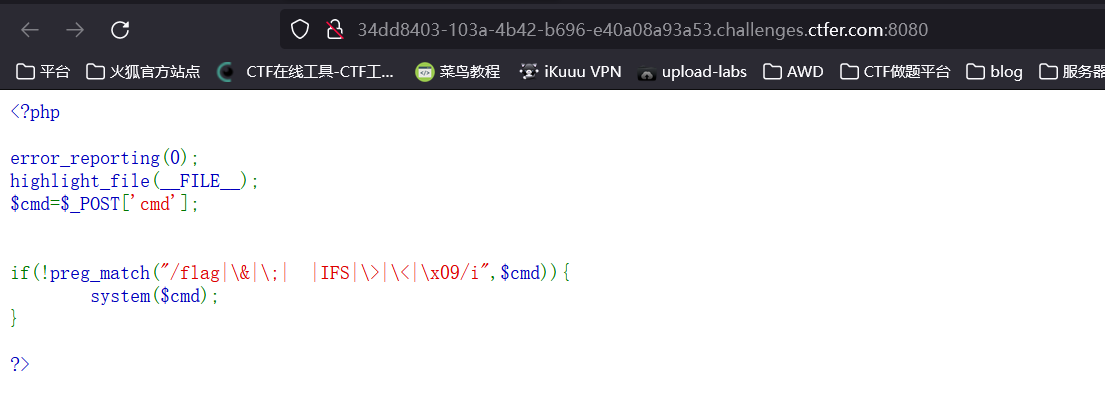 34dd8403-103a-4b42-b696-e40a08a93a53.challenges.ctfer.com:8080
平台 火狐官方站点 CTF在线工具-CTF工... 菜鸟教程 iKuuu VPN upload-labs AWD CTF做题平台 blog 服务器
<?php
error_reporting(0);
highlight_file(__FILE__);
$cmd=$_POST['cmd'];
if(!preg_match("/flag|\&|\;|  |IFS|\>|\<|\x09/i",$cmd)){
        system($cmd);
}
?>